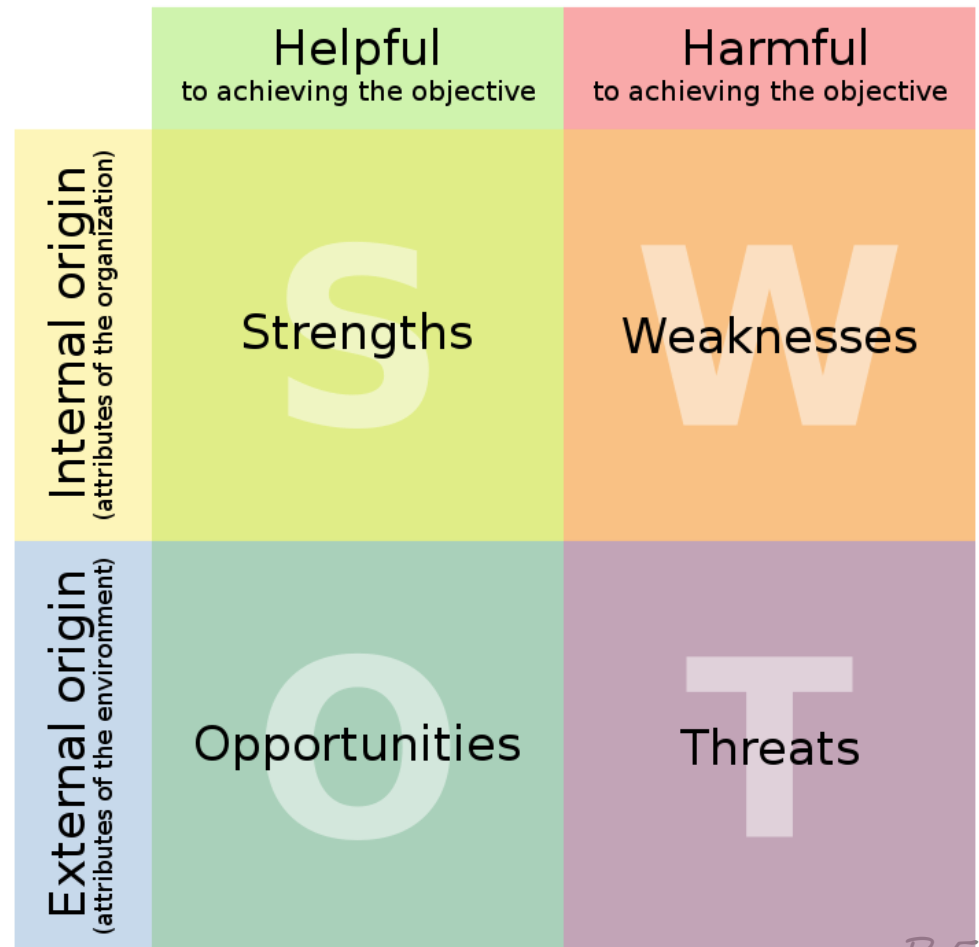 Helpful
to achieving the objective
Harmful
to achieving the objective
Internal origin
(attributes of the organization)
S
Strengths
W
Weaknesses
External origin
(attributes of the environment)
O
Opportunities
T
Threats